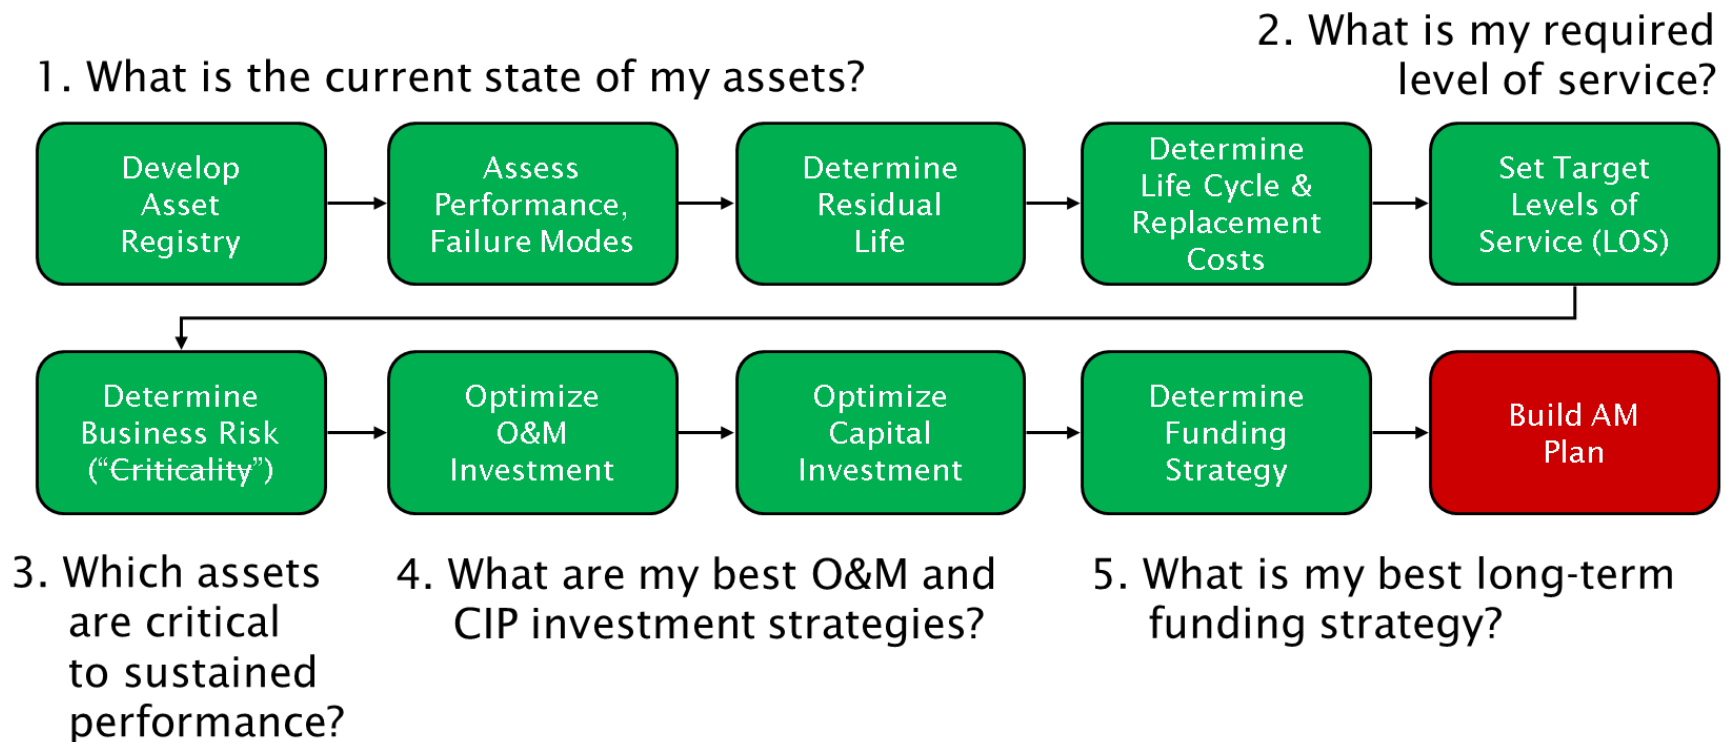 1. What is the current state of my assets?
2. What is my required
level of service?
Develop
Asset
Registry
Assess
Performance,
Failure Modes
Determine
Residual
Life
Determine
Life Cycle &
Replacement
Costs
Set Target
Levels of
Service (LOS)
Determine
Business Risk
(“Criticality”)
Optimize
O&M
Investment
Optimize
Capital
Investment
Determine
Funding
Strategy
Build AM
Plan
3. Which assets
are critical
to sustained
performance?
4. What are my best O&M and
CIP investment strategies?
5. What is my best long-term
funding strategy?